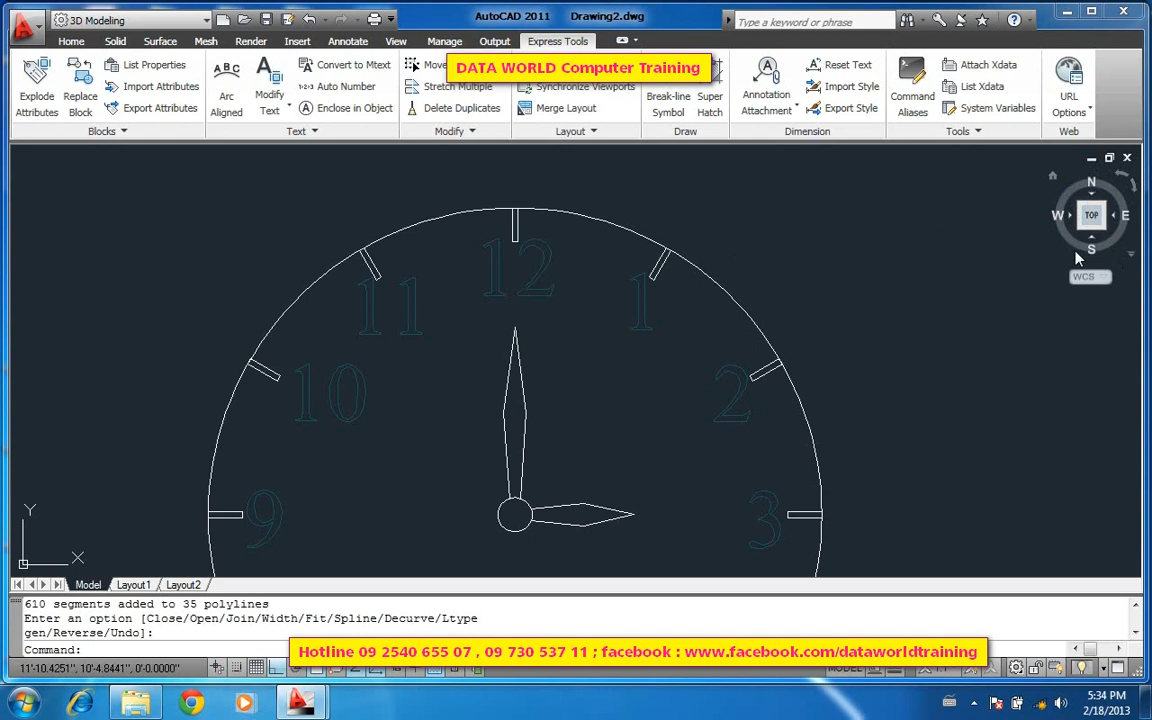 3D Modeling
AutoCAD 2011 Drawing2.dwg
Type a keyword or phrase
Home Solid Surface Mesh Render Insert Annotate View Manage Output Express Tools
DATA WORLD Computer Training
Explode Attributes
Replace Block
List Properties
Import Attributes
Export Attributes
Arc Aligned
Modify Text
Convert to Mtext
Auto Number
Enclose in Object
Stretch Multiple
Delete Duplicates
Synchronize Viewports
Merge Layout
Break-line Symbol
Super Hatch
Annotation Attachment
Reset Text
Import Style
Export Style
Command Aliases
Attach Xdata
List Xdata
System Variables
URL Options
Blocks Text Modify Layout Draw Dimension Tools Web
N
W TOP E
S
WCS
12
11 1
10 2
9 3
Y
X
Model Layout1 Layout2
610 segments added to 35 polylines
Enter an option [Close/Open/Join/Width/Fit/Spline/Decurve/Ltype
gen/Reverse/Undo]:
Command:
Hotline 09 2540 655 07 , 09 730 537 11 ; facebook : www.facebook.com/dataworldtraining
11'-10.4251", 10'-4.8441", 0'-0.0000"
5:34 PM
2/18/2013